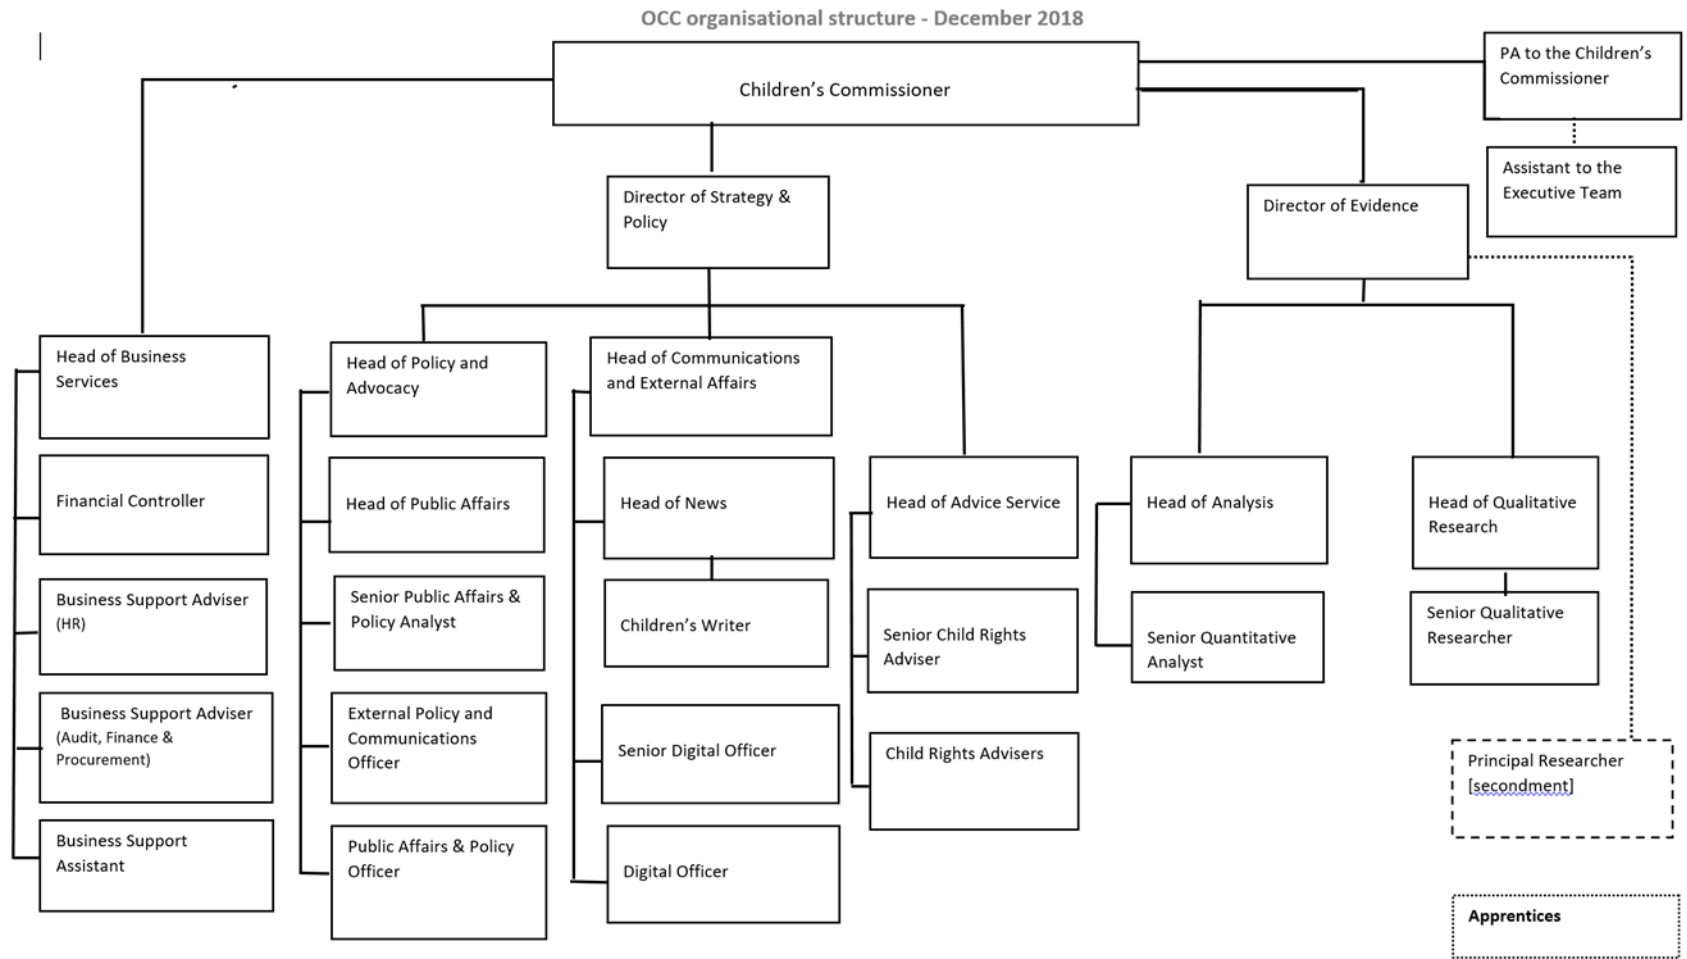 OCC organisational structure - December 2018
Children’s Commissioner
PA to the Children’s
Commissioner
Assistant to the
Executive Team
Director of Strategy &
Policy
Director of Evidence
Head of Business
Services
Financial Controller
Business Support Adviser
(HR)
Business Support Adviser
(Audit, Finance &
Procurement)
Business Support
Assistant
Head of Policy and
Advocacy
Head of Public Affairs
Senior Public Affairs &
Policy Analyst
External Policy and
Communications
Officer
Public Affairs & Policy
Officer
Head of Communications
and External Affairs
Head of News
Children’s Writer
Senior Digital Officer
Digital Officer
Head of Advice Service
Senior Child Rights
Adviser
Child Rights Advisers
Head of Analysis
Senior Quantitative
Analyst
Head of Qualitative
Research
Senior Qualitative
Researcher
Principal Researcher
[secondment]
Apprentices